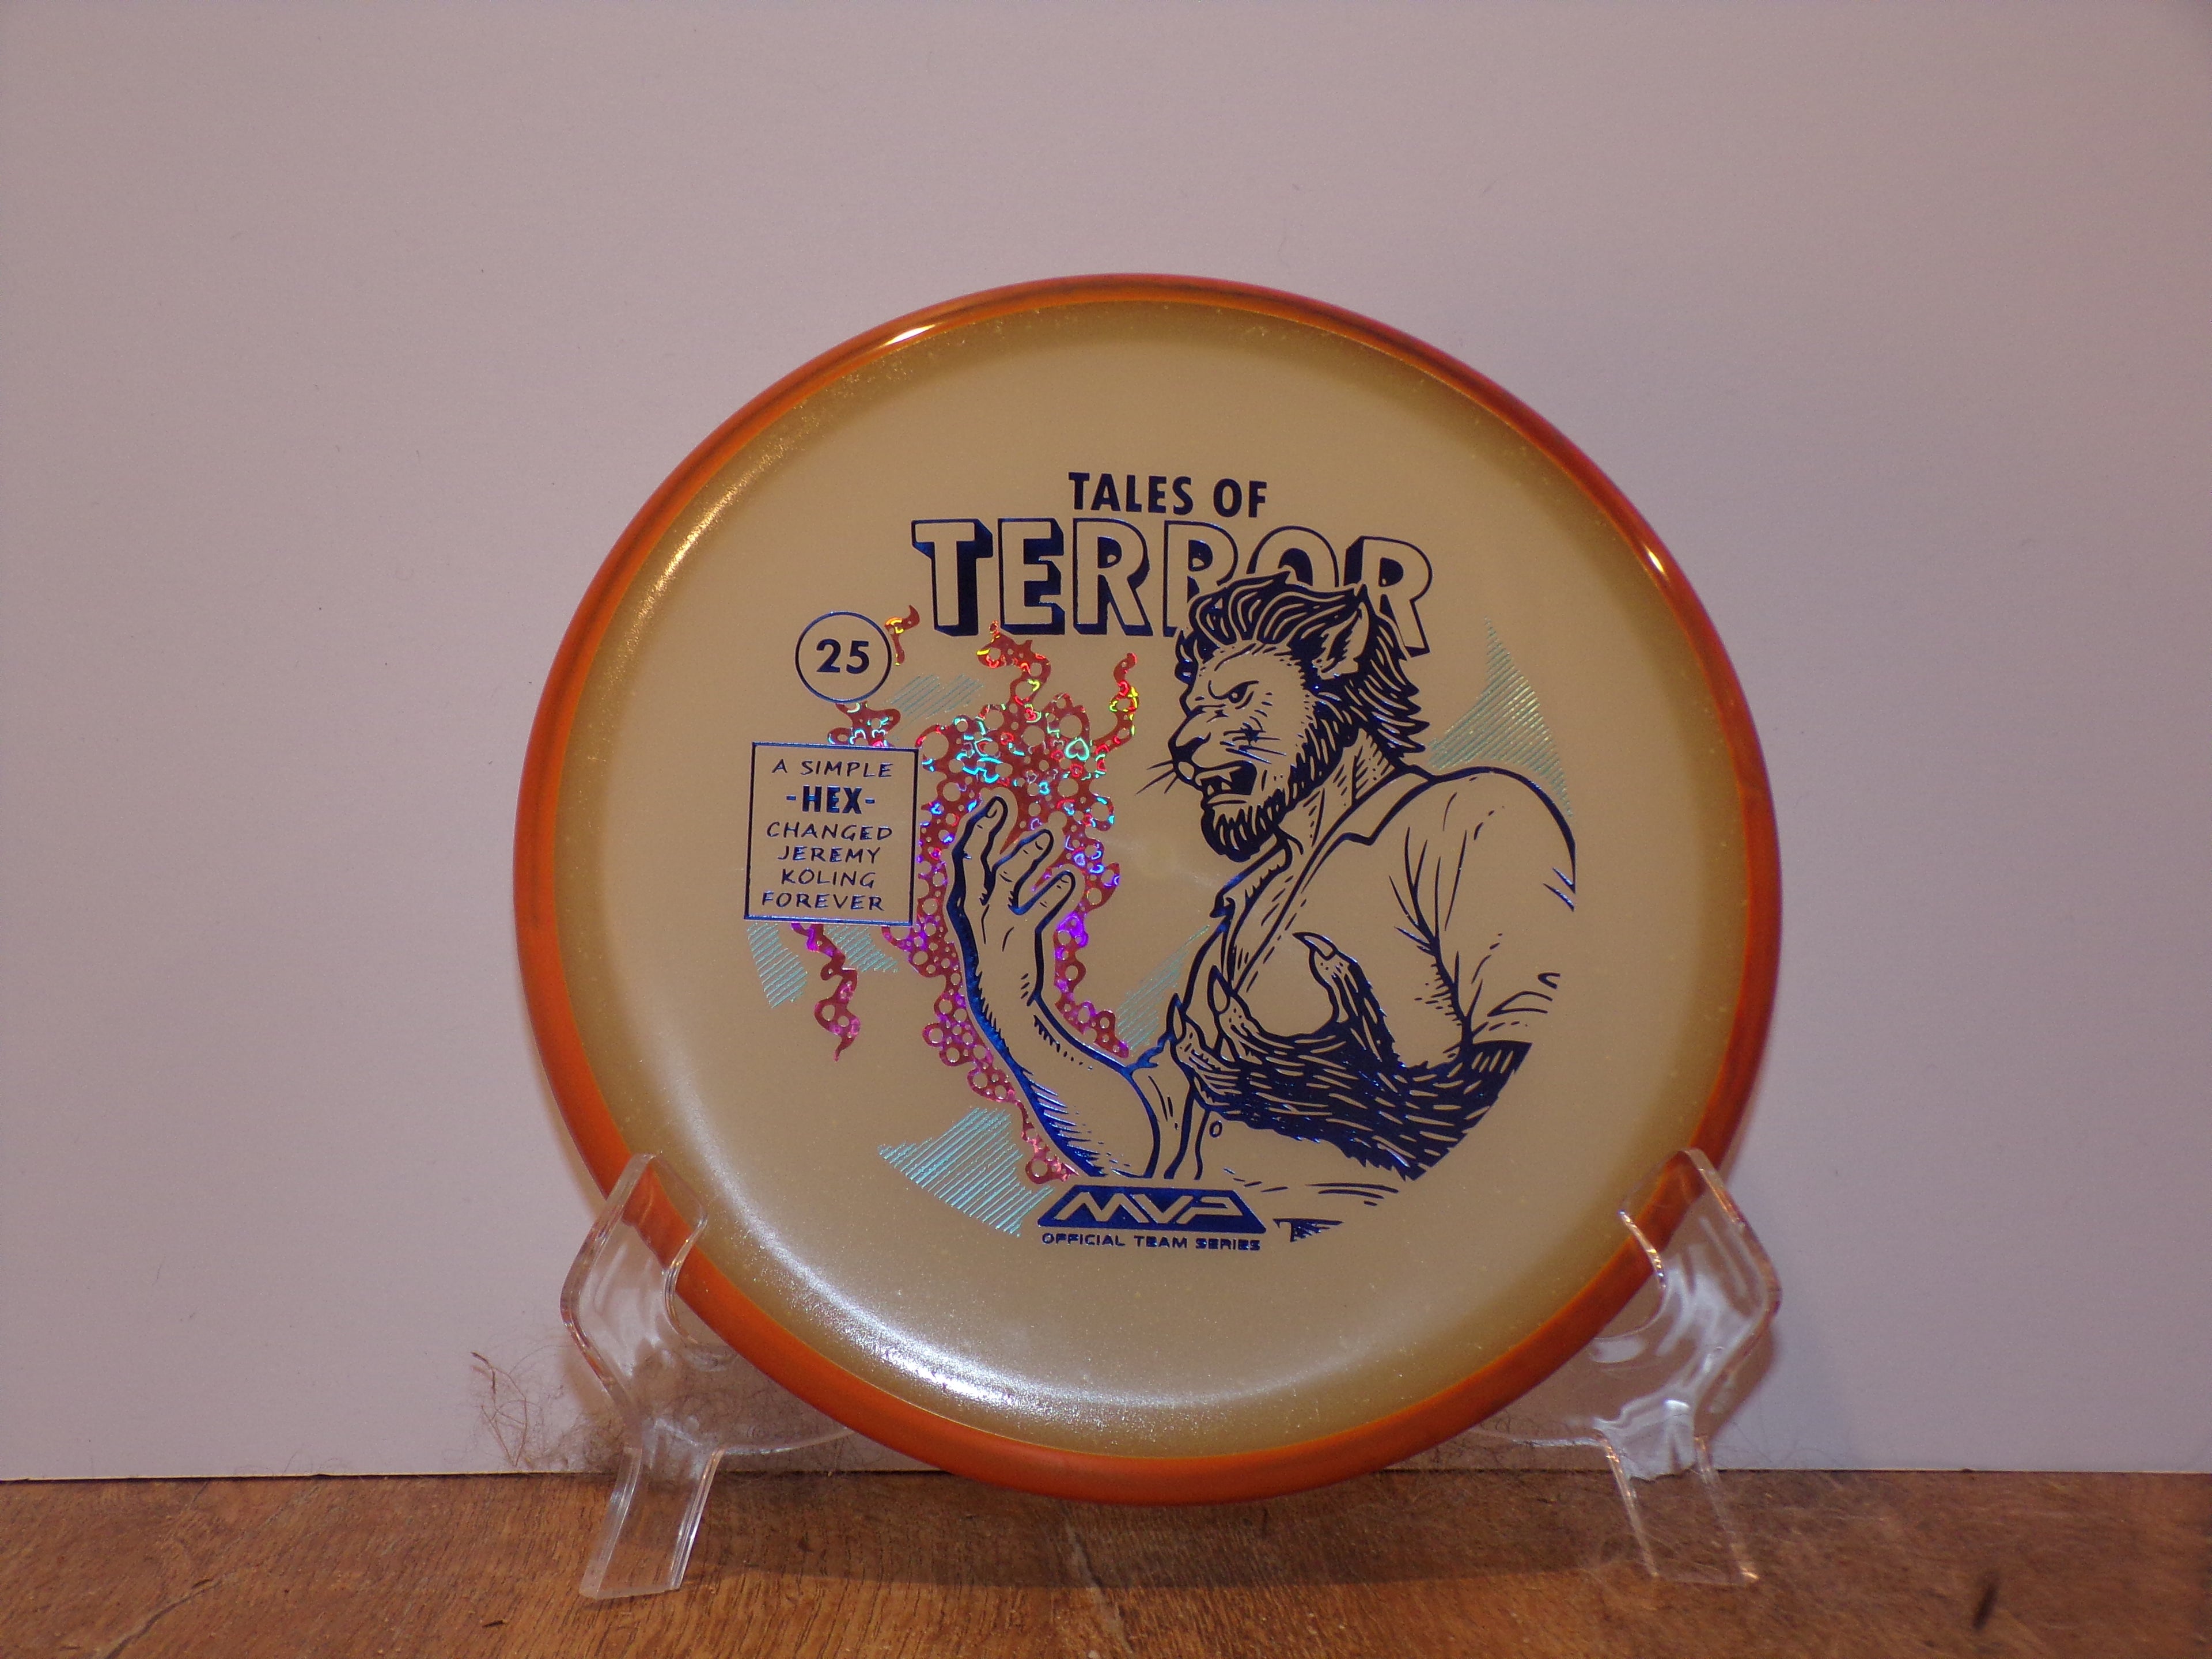 TALES OF
TERROR
25
A SIMPLE
-HEX-
CHANGED
JEREMY
KOLING
FOREVER
MVP
OFFICIAL TEAM SERIES